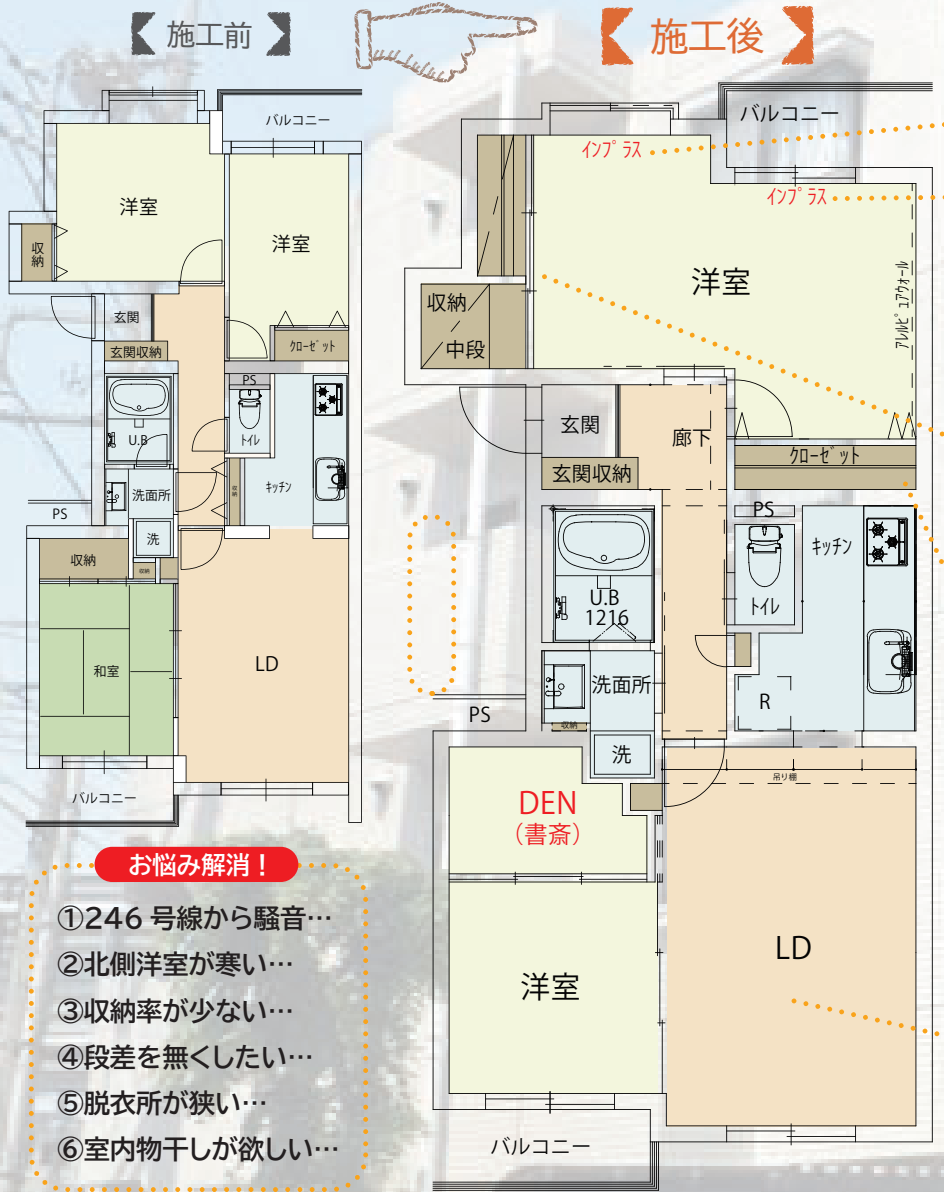 【 施工前 】
【 施工後 】
バルコニー
洋室
洋室
収納
玄関
玄関収納
クローゼット
PS
U.B
トイレ
キッチン
収納
洗面所
PS
洗
収納
収納
和室
LD
バルコニー
バルコニー
インプラス
インプラス
洋室
アレルピュアウォール
収納
中段
玄関
廊下
玄関収納
クローゼット
PS
キッチン
U.B
1216
トイレ
洗面所
R
PS
収納
洗
吊り棚
DEN
(書斎)
LD
洋室
バルコニー
お悩み解消!
①246 号線から騒音…
②北側洋室が寒い…
③収納率が少ない…
④段差を無くしたい…
⑤脱衣所が狭い…
⑥室内物干しが欲しい…